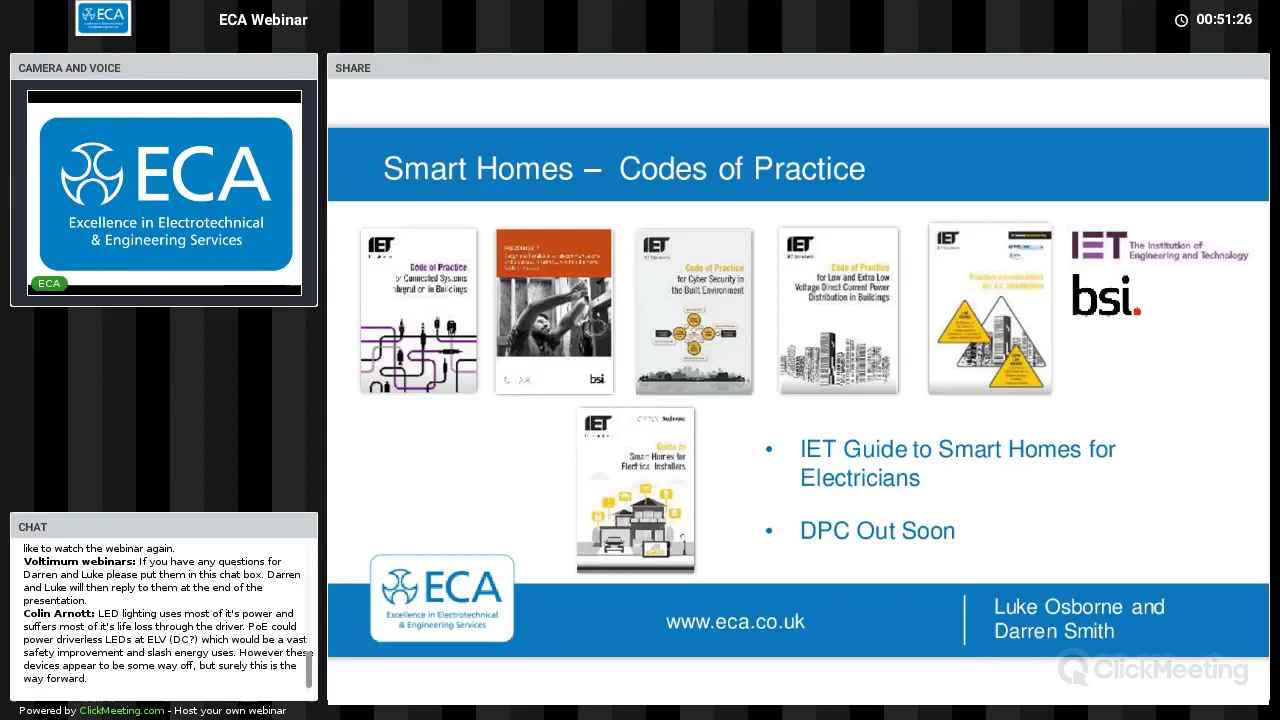 ECA
ECA Webinar
00:51:26
CAMERA AND VOICE
SHARE
ECA
Excellence in Electrotechnical
& Engineering Services
ECA
Smart Homes – Codes of Practice
IET
Code of Practice
for Connected Systems
Integration in Buildings
bsi.
IET
Code of Practice
for Cyber Security in
the Built Environment
IET
Code of Practice
for Low and Extra Low
Voltage Direct Current Power
Distribution in Buildings
IET
IET
The Institution of
Engineering and Technology
bsi.
IET
Guide to
Smart Homes for
Electrical Installers
• IET Guide to Smart Homes for
Electricians
• DPC Out Soon
CHAT
like to watch the webinar again.
Voltimum webinars: If you have any questions for
Darren and Luke please put them in this chat box. Darren
and Luke will then reply to them at the end of the
presentation.
Colin Arnott: LED lighting uses most of it's power and
suffers most of it's life loss through the driver. PoE could
power driverless LEDs at ELV (DC?) which would be a vast
safety improvement and slash energy uses. However these
devices appear to be some way off, but surely this is the
way forward.
ECA
Excellence in Electrotechnical
& Engineering Services
www.eca.co.uk
Luke Osborne and
Darren Smith
ClickMeeting
Powered by ClickMeeting.com - Host your own webinar